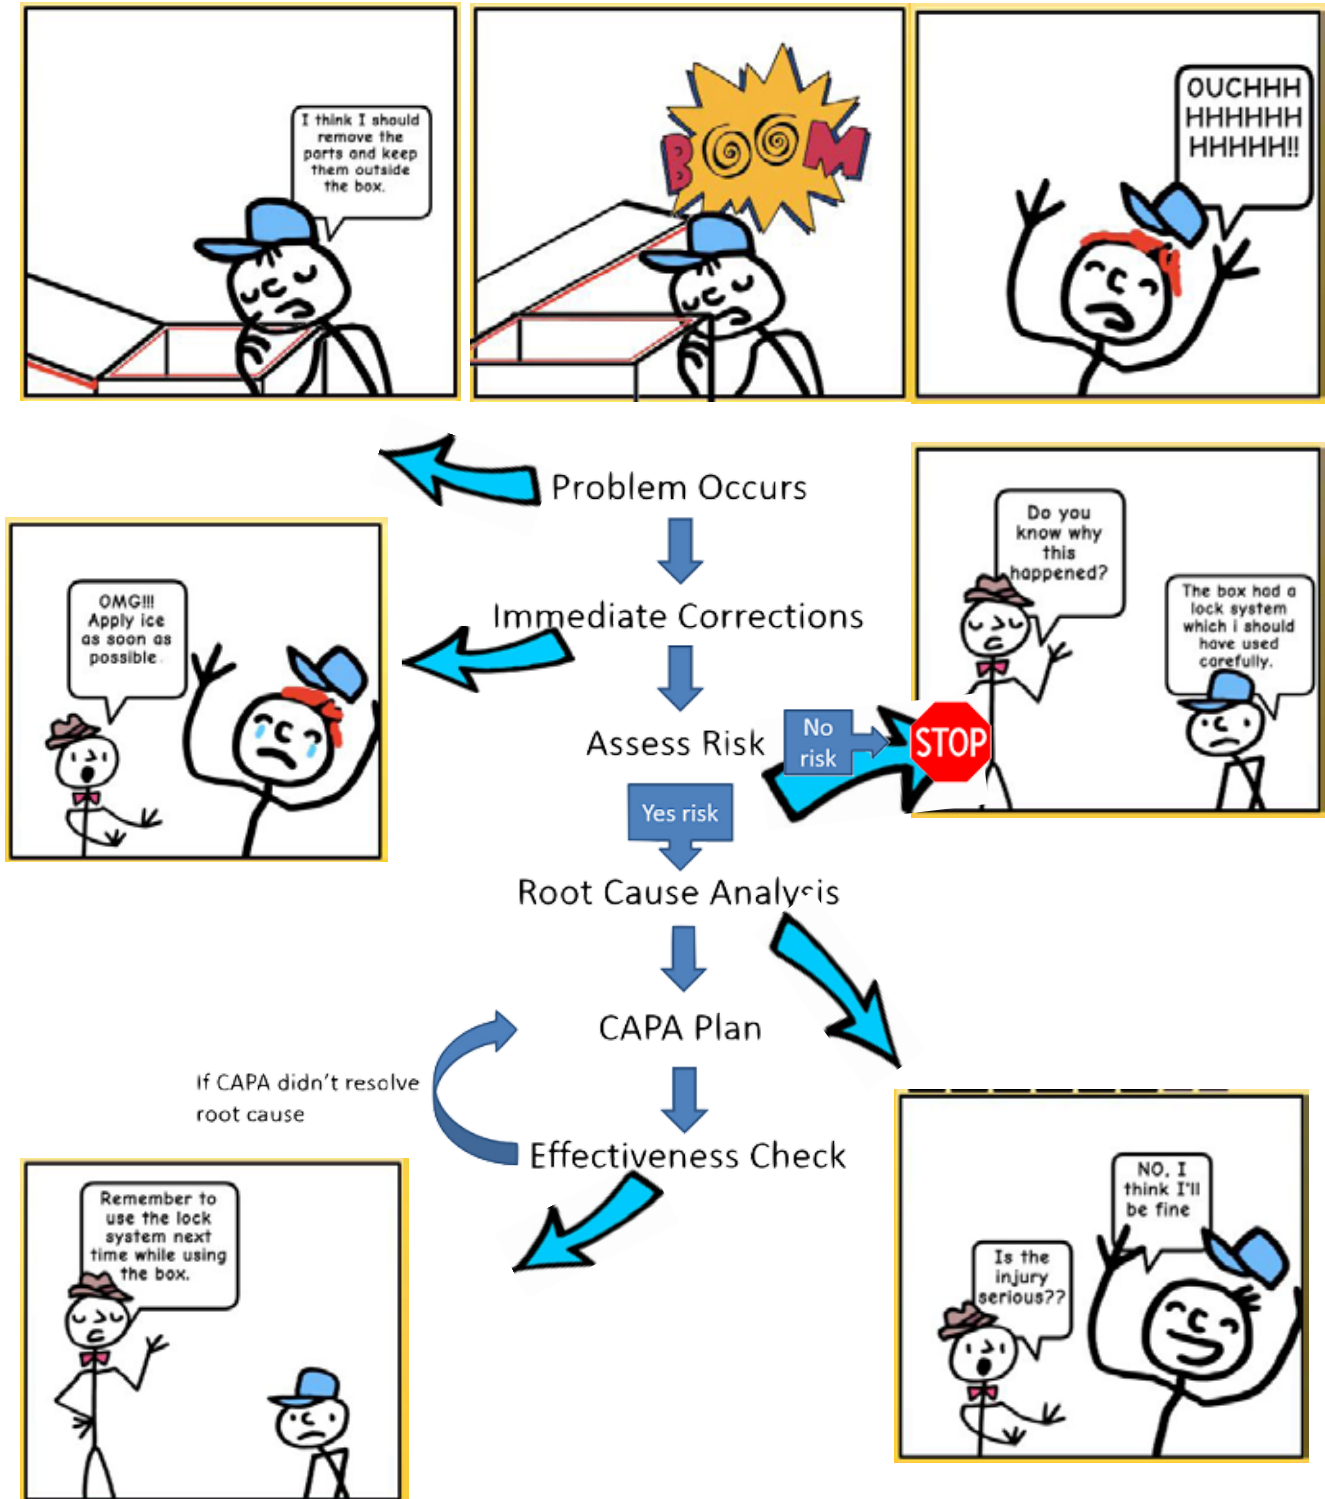 I think I should
remove the
parts and keep
them outside
the box.
BOOM
OUCHHH
HHHHHH
HHHHH!!
Problem Occurs
Do you
know why
this
happened?
The box had a
lock system
which i should
have used
carefully.
OMG!!!
Apply ice
as soon as
possible.
Immediate Corrections
Assess Risk
No
risk
STOP
Yes risk
Root Cause Analysis
CAPA Plan
If CAPA didn't resolve
root cause
Effectiveness Check
Remember to
use the lock
system next
time while using
the box.
NO, I
think I'll
be fine
Is the
injury
serious??